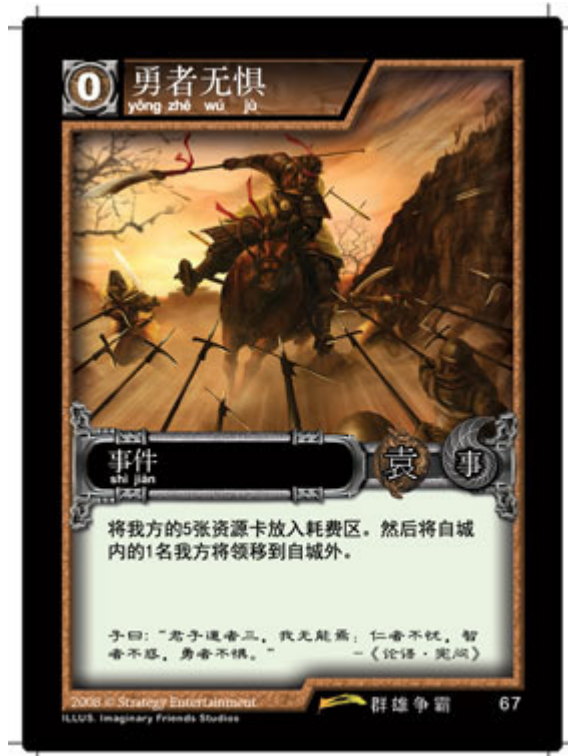 0
勇者无惧
yǒng zhě wú jù
事件
shì jiàn
袁
事
将我方的5张资源卡放入耗费区。然后将自城
内的1名我方将领移到自城外。
子曰：“君子道者三，我无能焉：仁者不忧，智
者不惑，勇者不惧。” -《论语·宪问》
2008 © Strategy Entertainment
群雄争霸
67
ILLUS. Imaginary Friends Studios